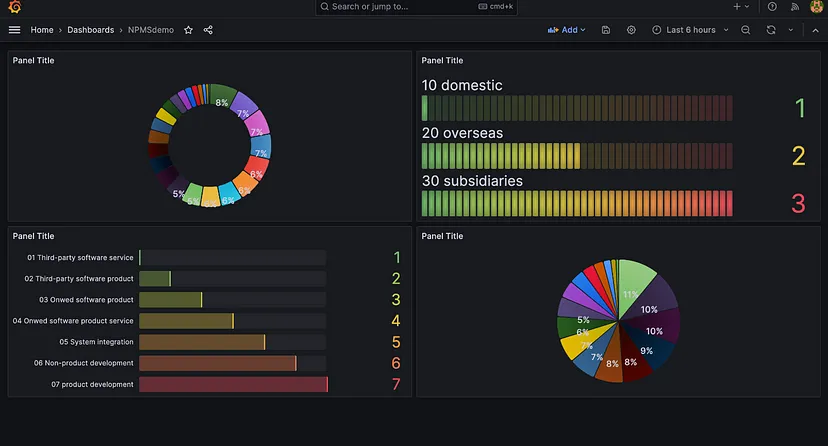 Search or jump to...
cmd+k
Home > Dashboards > NPMSdemo
Add
Last 6 hours
Panel Title
8%
7%
7%
7%
6%
6%
6%
6%
5%
5%
Panel Title
10 domestic
1
20 overseas
2
30 subsidiaries
3
Panel Title
01 Third-party software service
1
02 Third-party software product
2
03 Onwed software product
3
04 Onwed software product service
4
05 System integration
5
06 Non-product development
6
07 product development
7
Panel Title
11%
10%
10%
9%
8%
8%
7%
7%
6%
5%